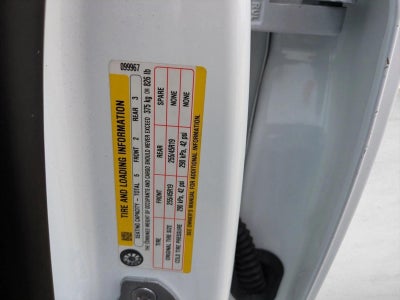 099967
TIRE AND LOADING INFORMATION
SEATING CAPACITY - TOTAL 5 FRONT 2 REAR 3
THE COMBINED WEIGHT OF OCCUPANTS AND CARGO SHOULD NEVER EXCEED 375 kg OR 826 lb
TIRE FRONT REAR SPARE
ORIGINAL TIRE SIZE 255/45R19 255/45R19 NONE
COLD TIRE PRESSURE 290 kPa, 42 psi 290 kPa, 42 psi NONE
SEE OWNER'S MANUAL FOR ADDITIONAL INFORMATION